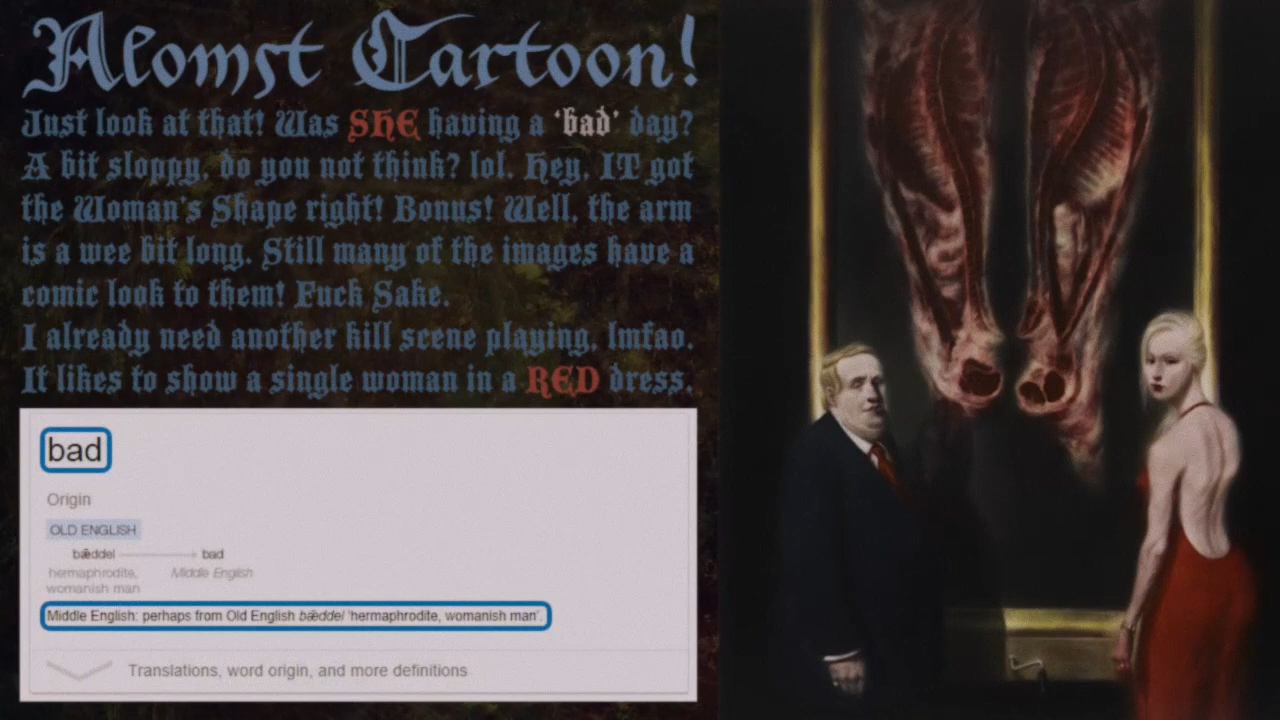 Alomst Cartoon!
Just look at that! Was SHE having a ‘bad’ day?
A bit sloppy, do you not think? lol. Hey, IT got
the Woman's Shape right! Bonus! Well, the arm
is a wee bit long. Still many of the images have a
comic look to them! Fuck Sake.
I already need another kill scene playing, lmfao.
It likes to show a single woman in a RED dress.
bad
Origin
OLD ENGLISH
bæddel bad
hermaphrodite, Middle English
womanish man
Middle English: perhaps from Old English bæddel 'hermaphrodite, womanish man'.
Translations, word origin, and more definitions